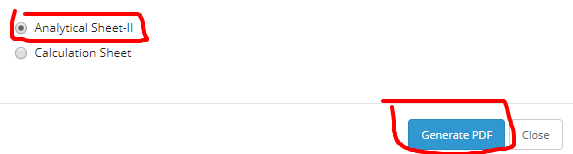 Analytical Sheet-II
Calculation Sheet
Generate PDF Close